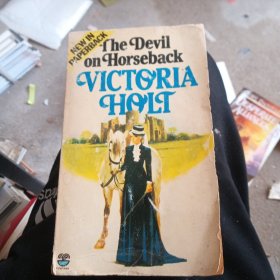 NEW IN
PAPERBACK
The Devil
on Horseback
VICTORIA
HOLT